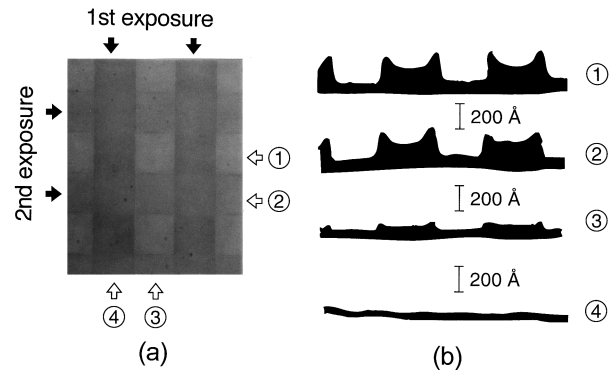 1st exposure
2nd exposure
①
②
④
③
(a)
①
200 Å
②
200 Å
③
200 Å
④
(b)